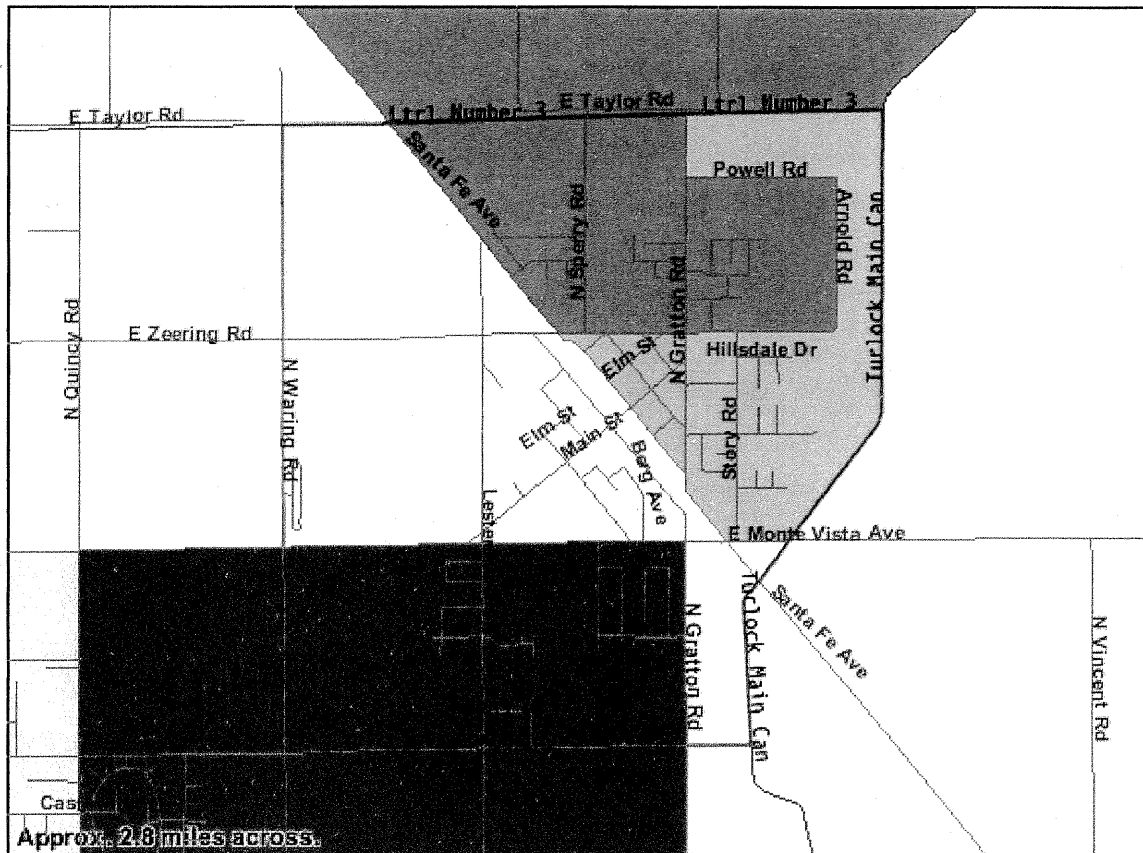 E Taylor Rd
Ltrl Number 3
E Taylor Rd
Ltrl Number 3
Santa Fe Ave
Powell Rd
N Sperry Rd
Arnold Rd
Turlock Main Can
N Gratton Rd
N Quincy Rd
E Zeering Rd
N Waring Rd
Elm St
Hillsdale Dr
Elm St
Main St
Berg Ave
Story Rd
Lester
E Monte Vista Ave
Turlock Main Can
Santa Fe Ave
N Gratton Rd
N Vincent Rd
Cas
Approx. 2.8 miles across.